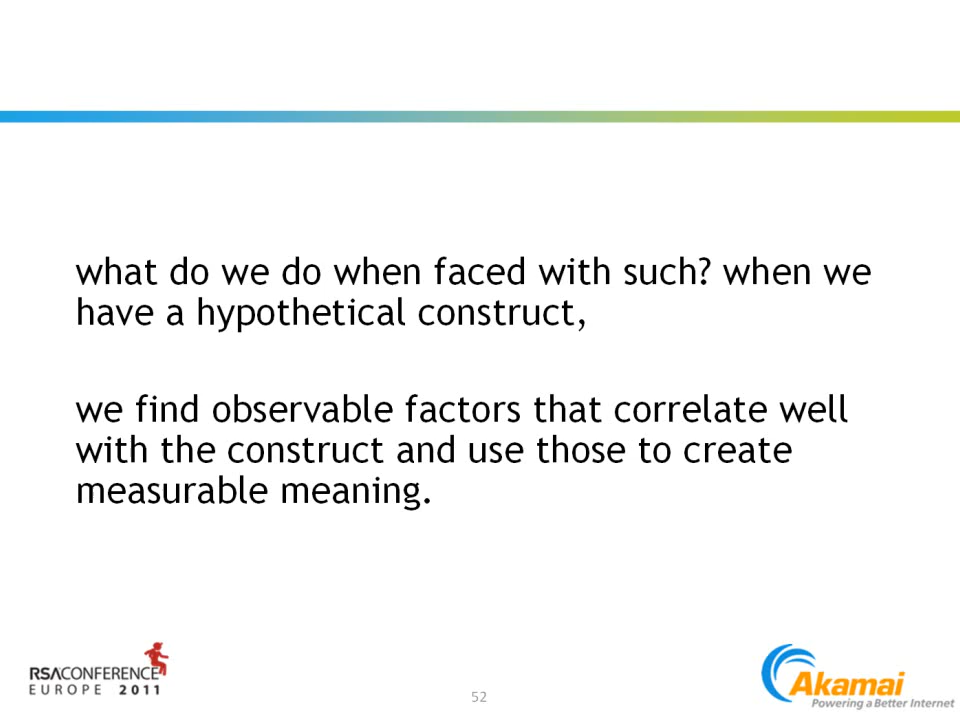 what do we do when faced with such? when we
have a hypothetical construct,
we find observable factors that correlate well
with the construct and use those to create
measurable meaning.
RSACONFERENCE
EUROPE 2011
52
Akamai
Powering a Better Internet